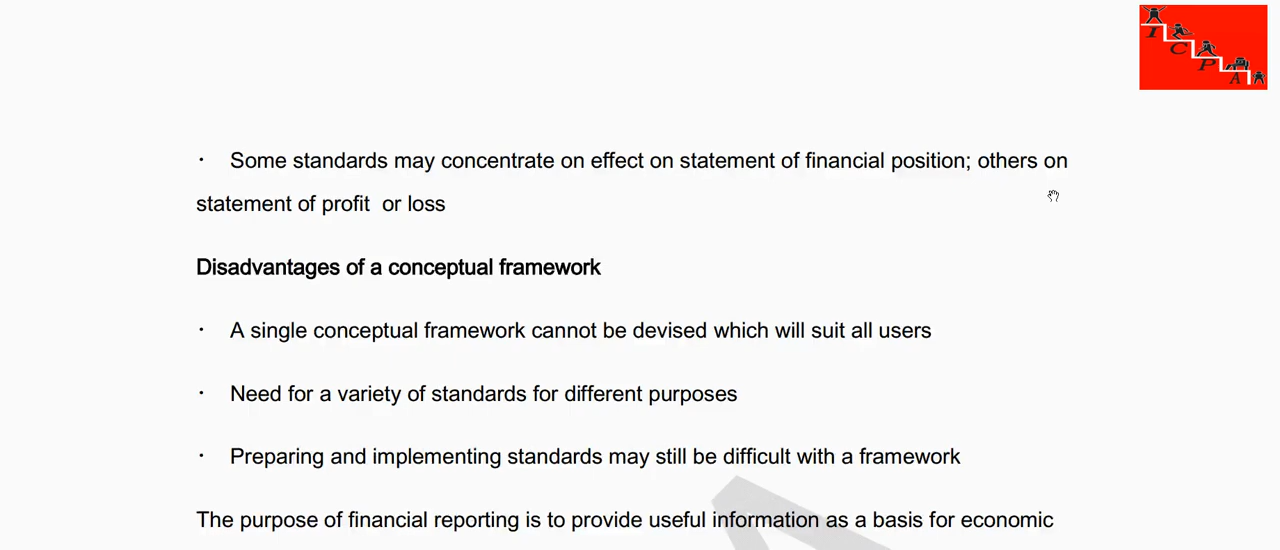 I
C
P
A
· Some standards may concentrate on effect on statement of financial position; others on
statement of profit or loss
Disadvantages of a conceptual framework
· A single conceptual framework cannot be devised which will suit all users
· Need for a variety of standards for different purposes
· Preparing and implementing standards may still be difficult with a framework
The purpose of financial reporting is to provide useful information as a basis for economic